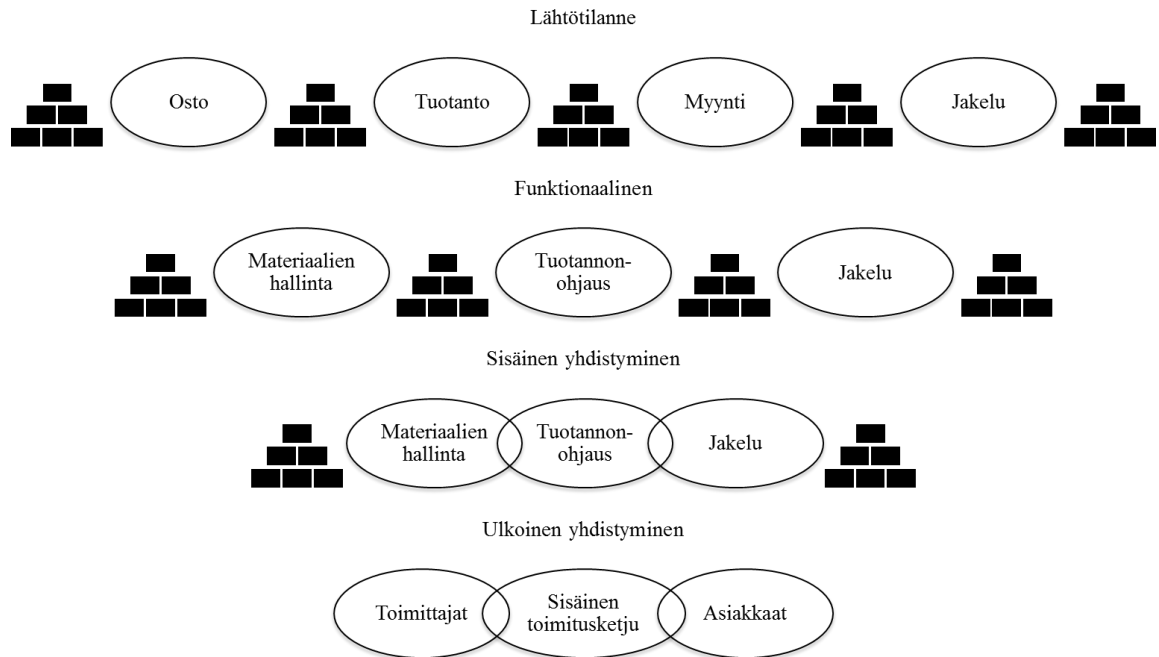 Lähtötilanne
Osto
Tuotanto
Myynti
Jakelu
Funktionaalinen
Materiaalien
hallinta
Tuotannon-
ohjaus
Jakelu
Sisäinen yhdistyminen
Materiaalien
hallinta
Tuotannon-
ohjaus
Jakelu
Ulkoinen yhdistyminen
Toimittajat
Sisäinen
toimitusketju
Asiakkaat